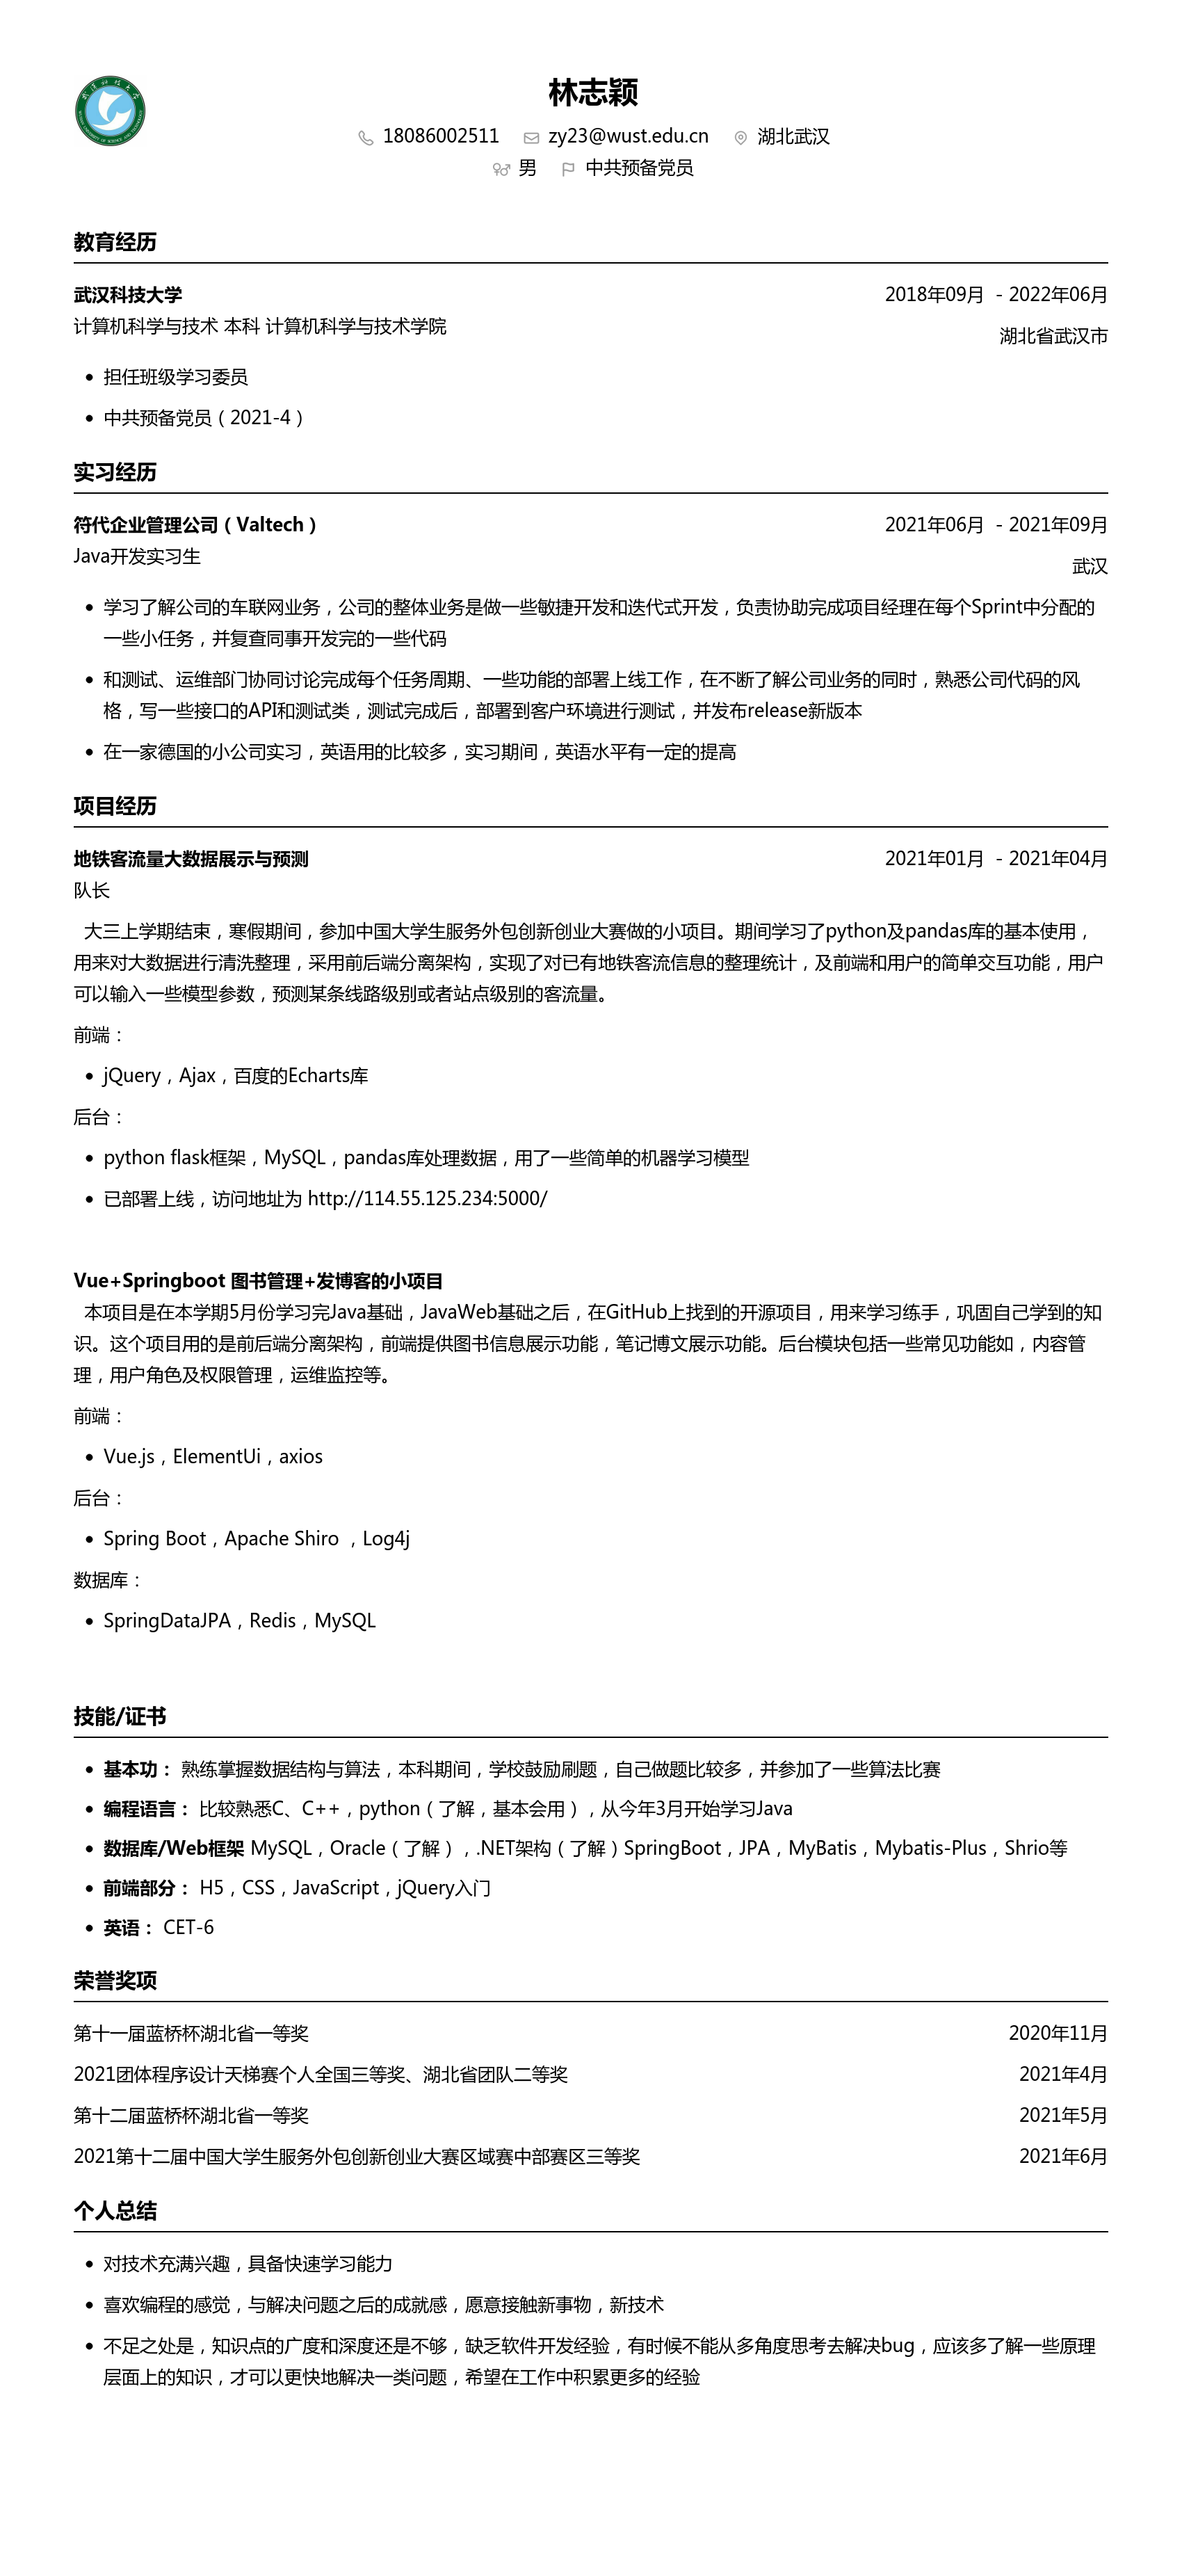 林志颖
18086002511 zy23@wust.edu.cn 湖北武汉
男 中共预备党员
教育经历
武汉科技大学 2018年09月 - 2022年06月
计算机科学与技术 本科 计算机科学与技术学院
湖北省武汉市
• 担任班级学习委员
• 中共预备党员（2021-4）
实习经历
符代企业管理公司（Valtech） 2021年06月 - 2021年09月
Java开发实习生
武汉
• 学习了解公司的车联网业务，公司的整体业务是做一些敏捷开发和迭代式开发，负责协助完成项目经理在每个Sprint中分配的
一些小任务，并复查同事开发完的一些代码
• 和测试、运维部门协同讨论完成每个任务周期、一些功能的部署上线工作，在不断了解公司业务的同时，熟悉公司代码的风
格，写一些接口的API和测试类，测试完成后，部署到客户环境进行测试，并发布release新版本
• 在一家德国的小公司实习，英语用的比较多，实习期间，英语水平有一定的提高
项目经历
地铁客流量大数据展示与预测 2021年01月 - 2021年04月
队长
大三上学期结束，寒假期间，参加中国大学生服务外包创新创业大赛做的小项目。期间学习了python及pandas库的基本使用，
用来对大数据进行清洗整理，采用前后端分离架构，实现了对已有地铁客流信息的整理统计，及前端和用户的简单交互功能，用户
可以输入一些模型参数，预测某条线路级别或者站点级别的客流量。
前端：
• jQuery，Ajax，百度的Echarts库
后台：
• python flask框架，MySQL，pandas库处理数据，用了一些简单的机器学习模型
• 已部署上线，访问地址为 http://114.55.125.234:5000/
Vue+Springboot 图书管理+发博客的小项目
本项目是在本学期5月份学习完Java基础，JavaWeb基础之后，在GitHub上找到的开源项目，用来学习练手，巩固自己学到的知
识。这个项目用的是前后端分离架构，前端提供图书信息展示功能，笔记博文展示功能。后台模块包括一些常见功能如，内容管
理，用户角色及权限管理，运维监控等。
前端：
• Vue.js，ElementUi，axios
后台：
• Spring Boot，Apache Shiro ，Log4j
数据库：
• SpringDataJPA，Redis，MySQL
技能/证书
• 基本功： 熟练掌握数据结构与算法，本科期间，学校鼓励刷题，自己做题比较多，并参加了一些算法比赛
• 编程语言： 比较熟悉C、C++，python（了解，基本会用），从今年3月开始学习Java
• 数据库/Web框架 MySQL，Oracle（了解），.NET架构（了解）SpringBoot，JPA，MyBatis，Mybatis-Plus，Shrio等
• 前端部分： H5，CSS，JavaScript，jQuery入门
• 英语： CET-6
荣誉奖项
第十一届蓝桥杯湖北省一等奖 2020年11月
2021团体程序设计天梯赛个人全国三等奖、湖北省团队二等奖 2021年4月
第十二届蓝桥杯湖北省一等奖 2021年5月
2021第十二届中国大学生服务外包创新创业大赛区域赛中部赛区三等奖 2021年6月
个人总结
• 对技术充满兴趣，具备快速学习能力
• 喜欢编程的感觉，与解决问题之后的成就感，愿意接触新事物，新技术
• 不足之处是，知识点的广度和深度还是不够，缺乏软件开发经验，有时候不能从多角度思考去解决bug，应该多了解一些原理
层面上的知识，才可以更快地解决一类问题，希望在工作中积累更多的经验